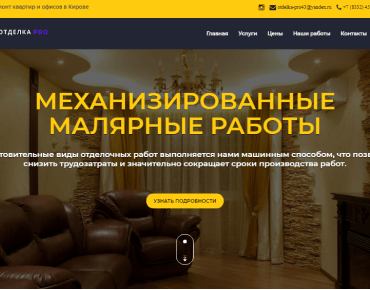 монт квартир и офисов в Кирове
otdelka-pro43@yandex.ru
+7 (8332) 45
ОТДЕЛКА PRO
Главная Услуги Цены Наши работы Контакты
МЕХАНИЗИРОВАННЫЕ
МАЛЯРНЫЕ РАБОТЫ
товительные виды отделочных работ выполняется нами машинным способом, что позв
снизить трудозатраты и значительно сокращает сроки производства работ.
УЗНАТЬ ПОДРОБНОСТИ